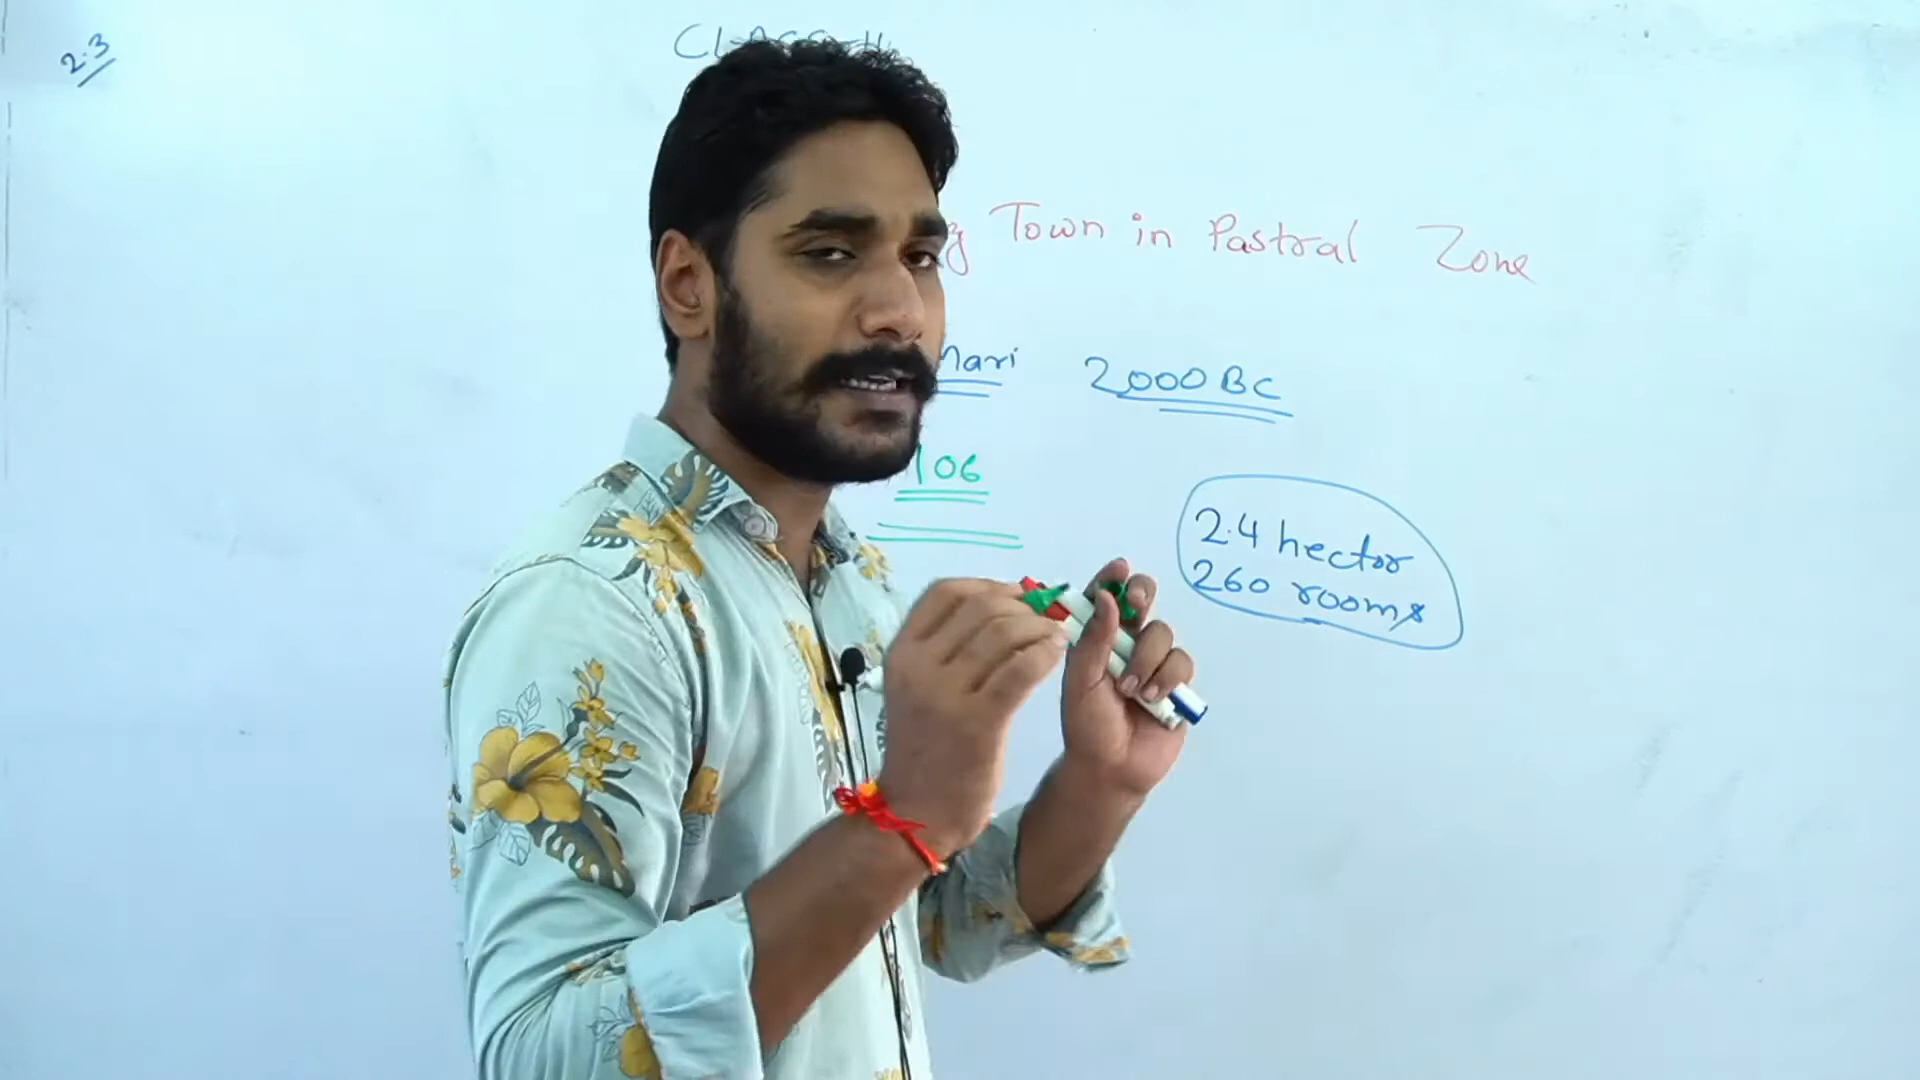 2.3
Town in Pastral Zone
mari 2000 BC
106
2.4 hector
260 rooms